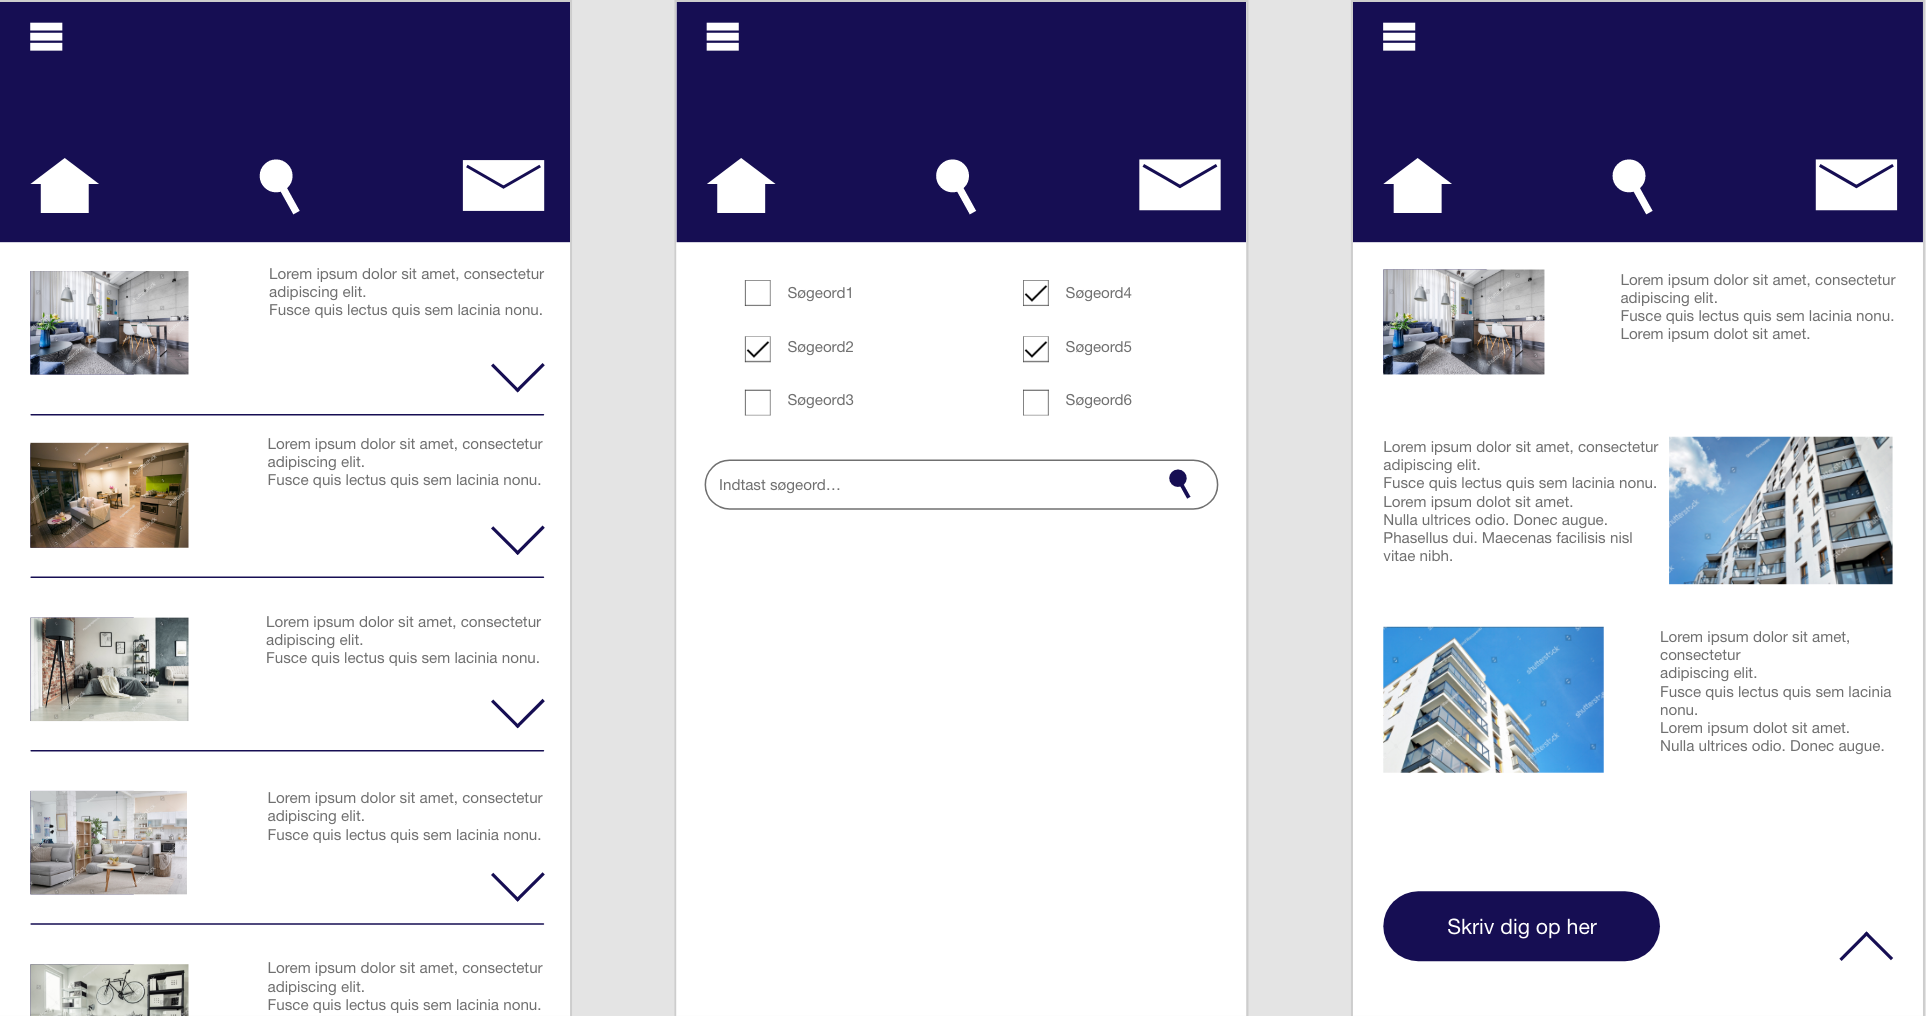 Lorem ipsum dolor sit amet, consectetur
adipiscing elit.
Fusce quis lectus quis sem lacinia nonu.
Lorem ipsum dolor sit amet, consectetur
adipiscing elit.
Fusce quis lectus quis sem lacinia nonu.
Lorem ipsum dolor sit amet, consectetur
adipiscing elit.
Fusce quis lectus quis sem lacinia nonu.
Lorem ipsum dolor sit amet, consectetur
adipiscing elit.
Fusce quis lectus quis sem lacinia nonu.
Lorem ipsum dolor sit amet, consectetur
adipiscing elit.
Fusce quis lectus quis sem lacinia nonu.
Søgeord1
Søgeord4
Søgeord2
Søgeord5
Søgeord3
Søgeord6
Indtast søgeord...
Lorem ipsum dolor sit amet, consectetur
adipiscing elit.
Fusce quis lectus quis sem lacinia nonu.
Lorem ipsum dolot sit amet.
Lorem ipsum dolor sit amet, consectetur
adipiscing elit.
Fusce quis lectus quis sem lacinia nonu.
Lorem ipsum dolot sit amet.
Nulla ultrices odio. Donec augue.
Phasellus dui. Maecenas facilisis nisl
vitae nibh.
shutterstock
shutterstock
shutterstock
Lorem ipsum dolor sit amet,
consectetur
adipiscing elit.
Fusce quis lectus quis sem lacinia
nonu.
Lorem ipsum dolot sit amet.
Nulla ultrices odio. Donec augue.
Skriv dig op her